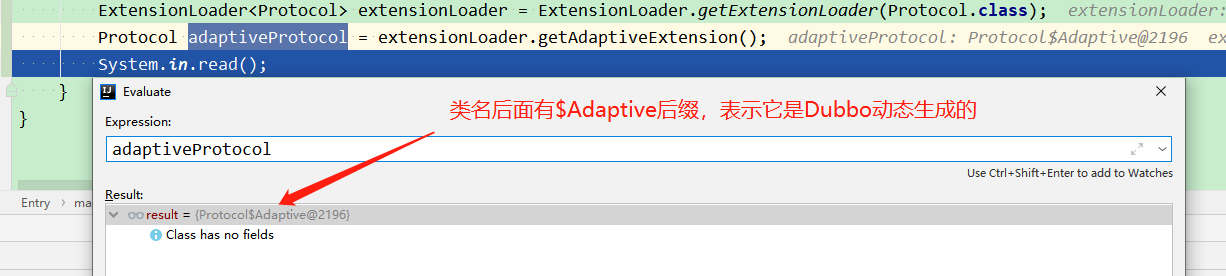 ExtensionLoader<Protocol> extensionLoader = ExtensionLoader.getExtensionLoader(Protocol.class); extensionLoader:
Protocol adaptiveProtocol = extensionLoader.getAdaptiveExtension(); adaptiveProtocol: Protocol$Adaptive@2196 ex
System.in.read();
}
}
Evaluate
类名后面有$Adaptive后缀，表示它是Dubbo动态生成的
Expression:
adaptiveProtocol
Use Ctrl+Shift+Enter to add to Watches
Result:
result = {Protocol$Adaptive@2196}
Class has no fields
Entry › ma